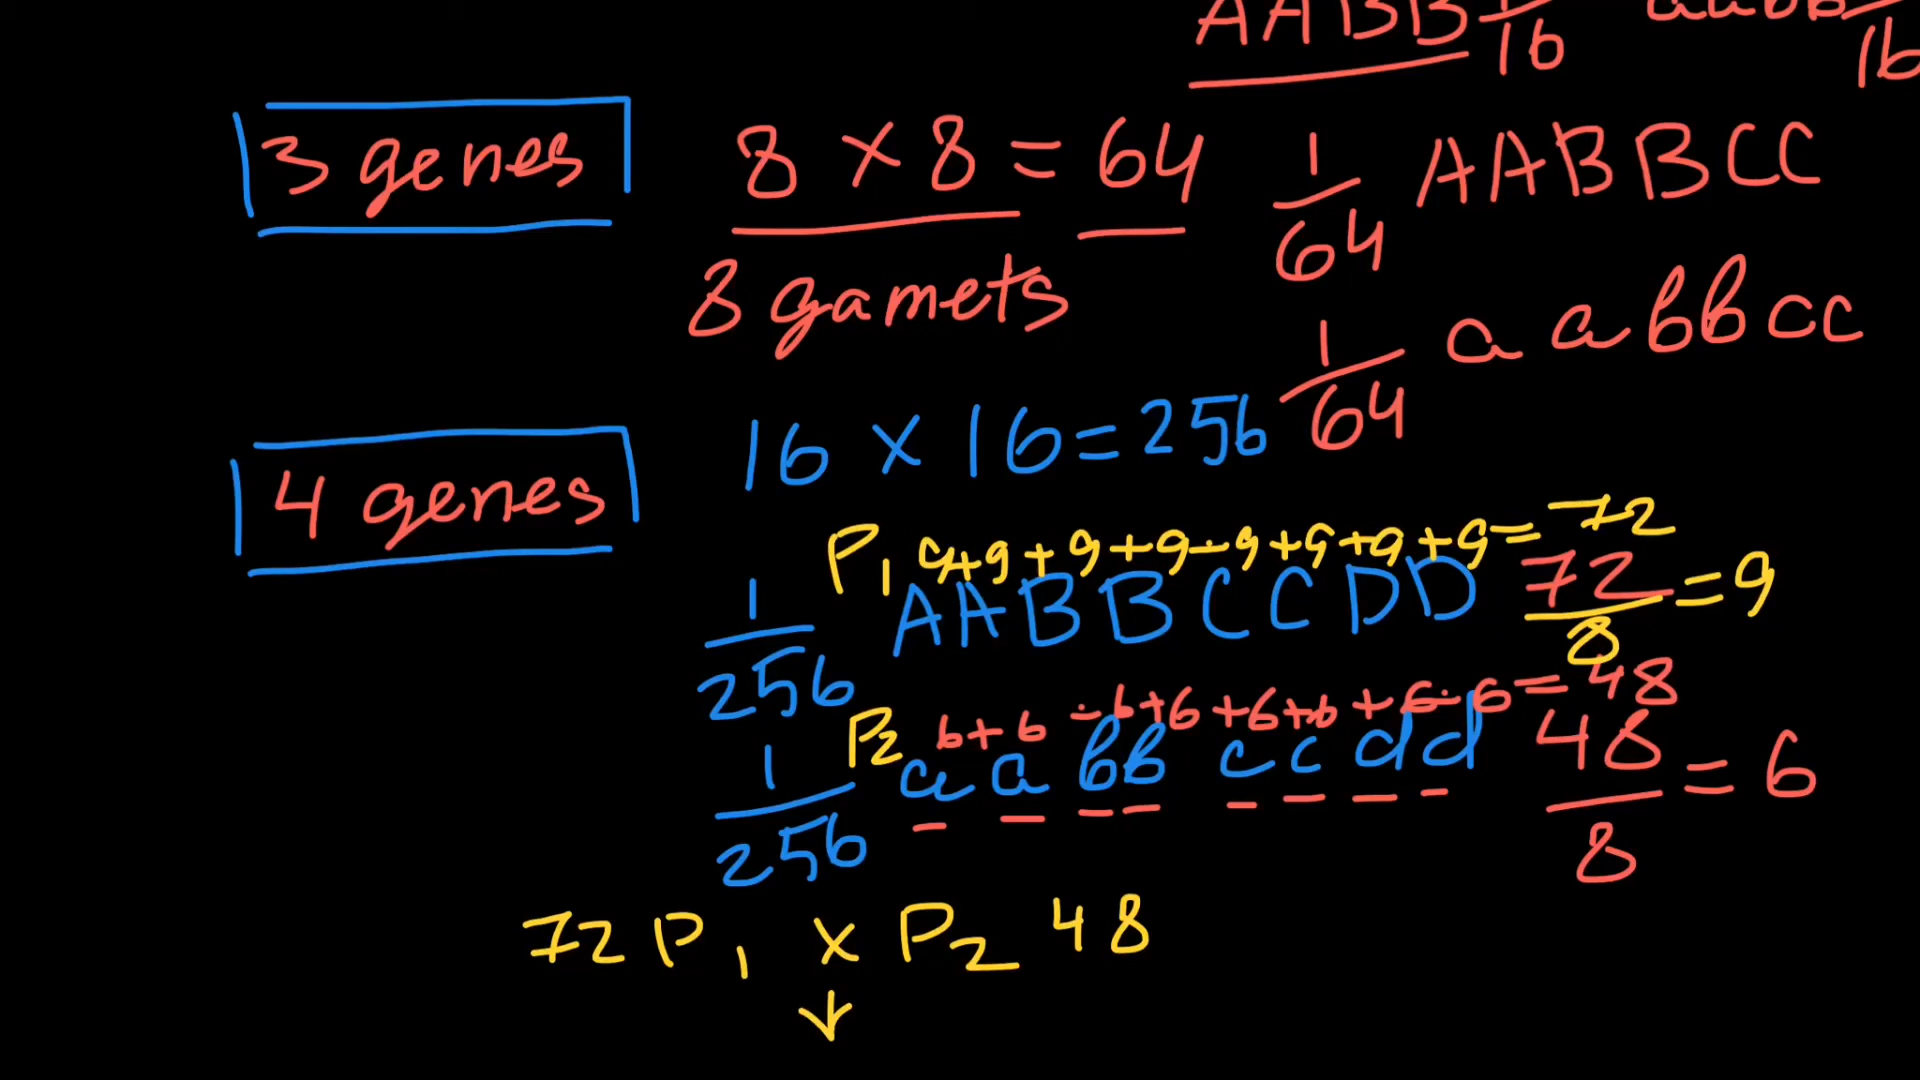 AABB 1/16 aabb 1/16
3 genes 8 × 8 = 64 1/64 AABBCC
8 gamets
1/64 aabbcc
4 genes 16 × 16 = 256
P1 9+9+9+9+9+9+9+9=72
1/256 AABBCCDD 72/8 = 9
P2 6+6+6+6+6+6+6+6=48
1/256 aabbccdd 48/8 = 6
72 P1 × P2 48
↓